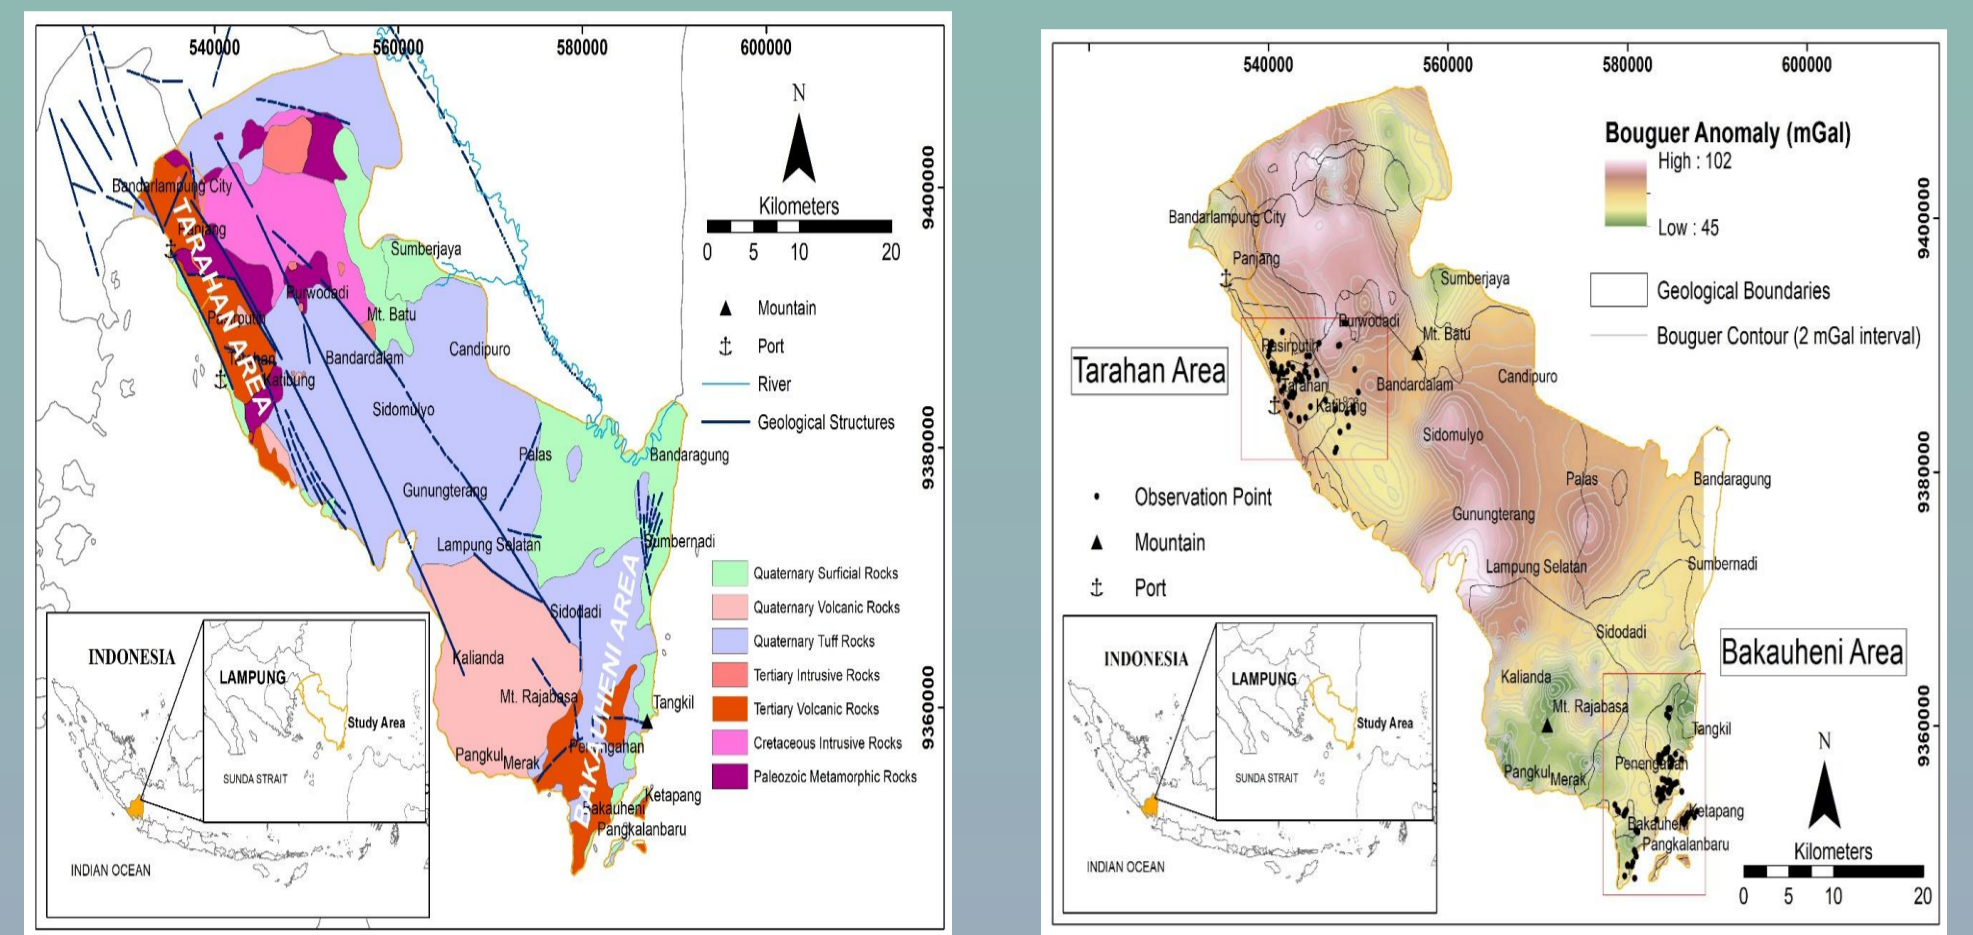 540000
560000
580000
600000
N
Kilometers
0 5 10 20
Mountain
Port
River
Geological Structures
9400000
9380000
9360000
Bandarlampung City
Panjang
TARAHAN AREA
Purwodadi
Sumberjaya
Mt. Batu
Tarahan
Katibung
Bandardalam
Candipuro
Sidomulyo
Palas
Bandaragung
Gunungterang
Lampung Selatan
Sumbernadi
Sidodadi
BAKAUHENI AREA
Kalianda
Mt. Rajabasa
Tangkil
Pangkul
Merak
Bakauheni
Ketapang
Pangkalanbaru
Quaternary Surficial Rocks
Quaternary Volcanic Rocks
Quaternary Tuff Rocks
Tertiary Intrusive Rocks
Tertiary Volcanic Rocks
Cretaceous Intrusive Rocks
Paleozoic Metamorphic Rocks
INDONESIA
LAMPUNG
Study Area
SUNDA STRAIT
INDIAN OCEAN
540000
560000
580000
600000
Bouguer Anomaly (mGal)
High : 102
Low : 45
Geological Boundaries
Bouguer Contour (2 mGal interval)
9400000
9380000
9360000
Bandarlampung City
Panjang
Sumberjaya
Purwodadi
Mt. Batu
Pasirputih
Tarahan Area
Tarahan
Katibung
Bandardalam
Candipuro
Sidomulyo
Palas
Bandaragung
Gunungterang
Lampung Selatan
Sumbernadi
Observation Point
Mountain
Port
Sidodadi
Bakauheni Area
Kalianda
Mt. Rajabasa
Tangkil
Pangkul
Merak
Penengahan
Ketapang
Bakauheni
Pangkalanbaru
N
Kilometers
0 5 10 20
INDONESIA
LAMPUNG
Study Area
SUNDA STRAIT
INDIAN OCEAN